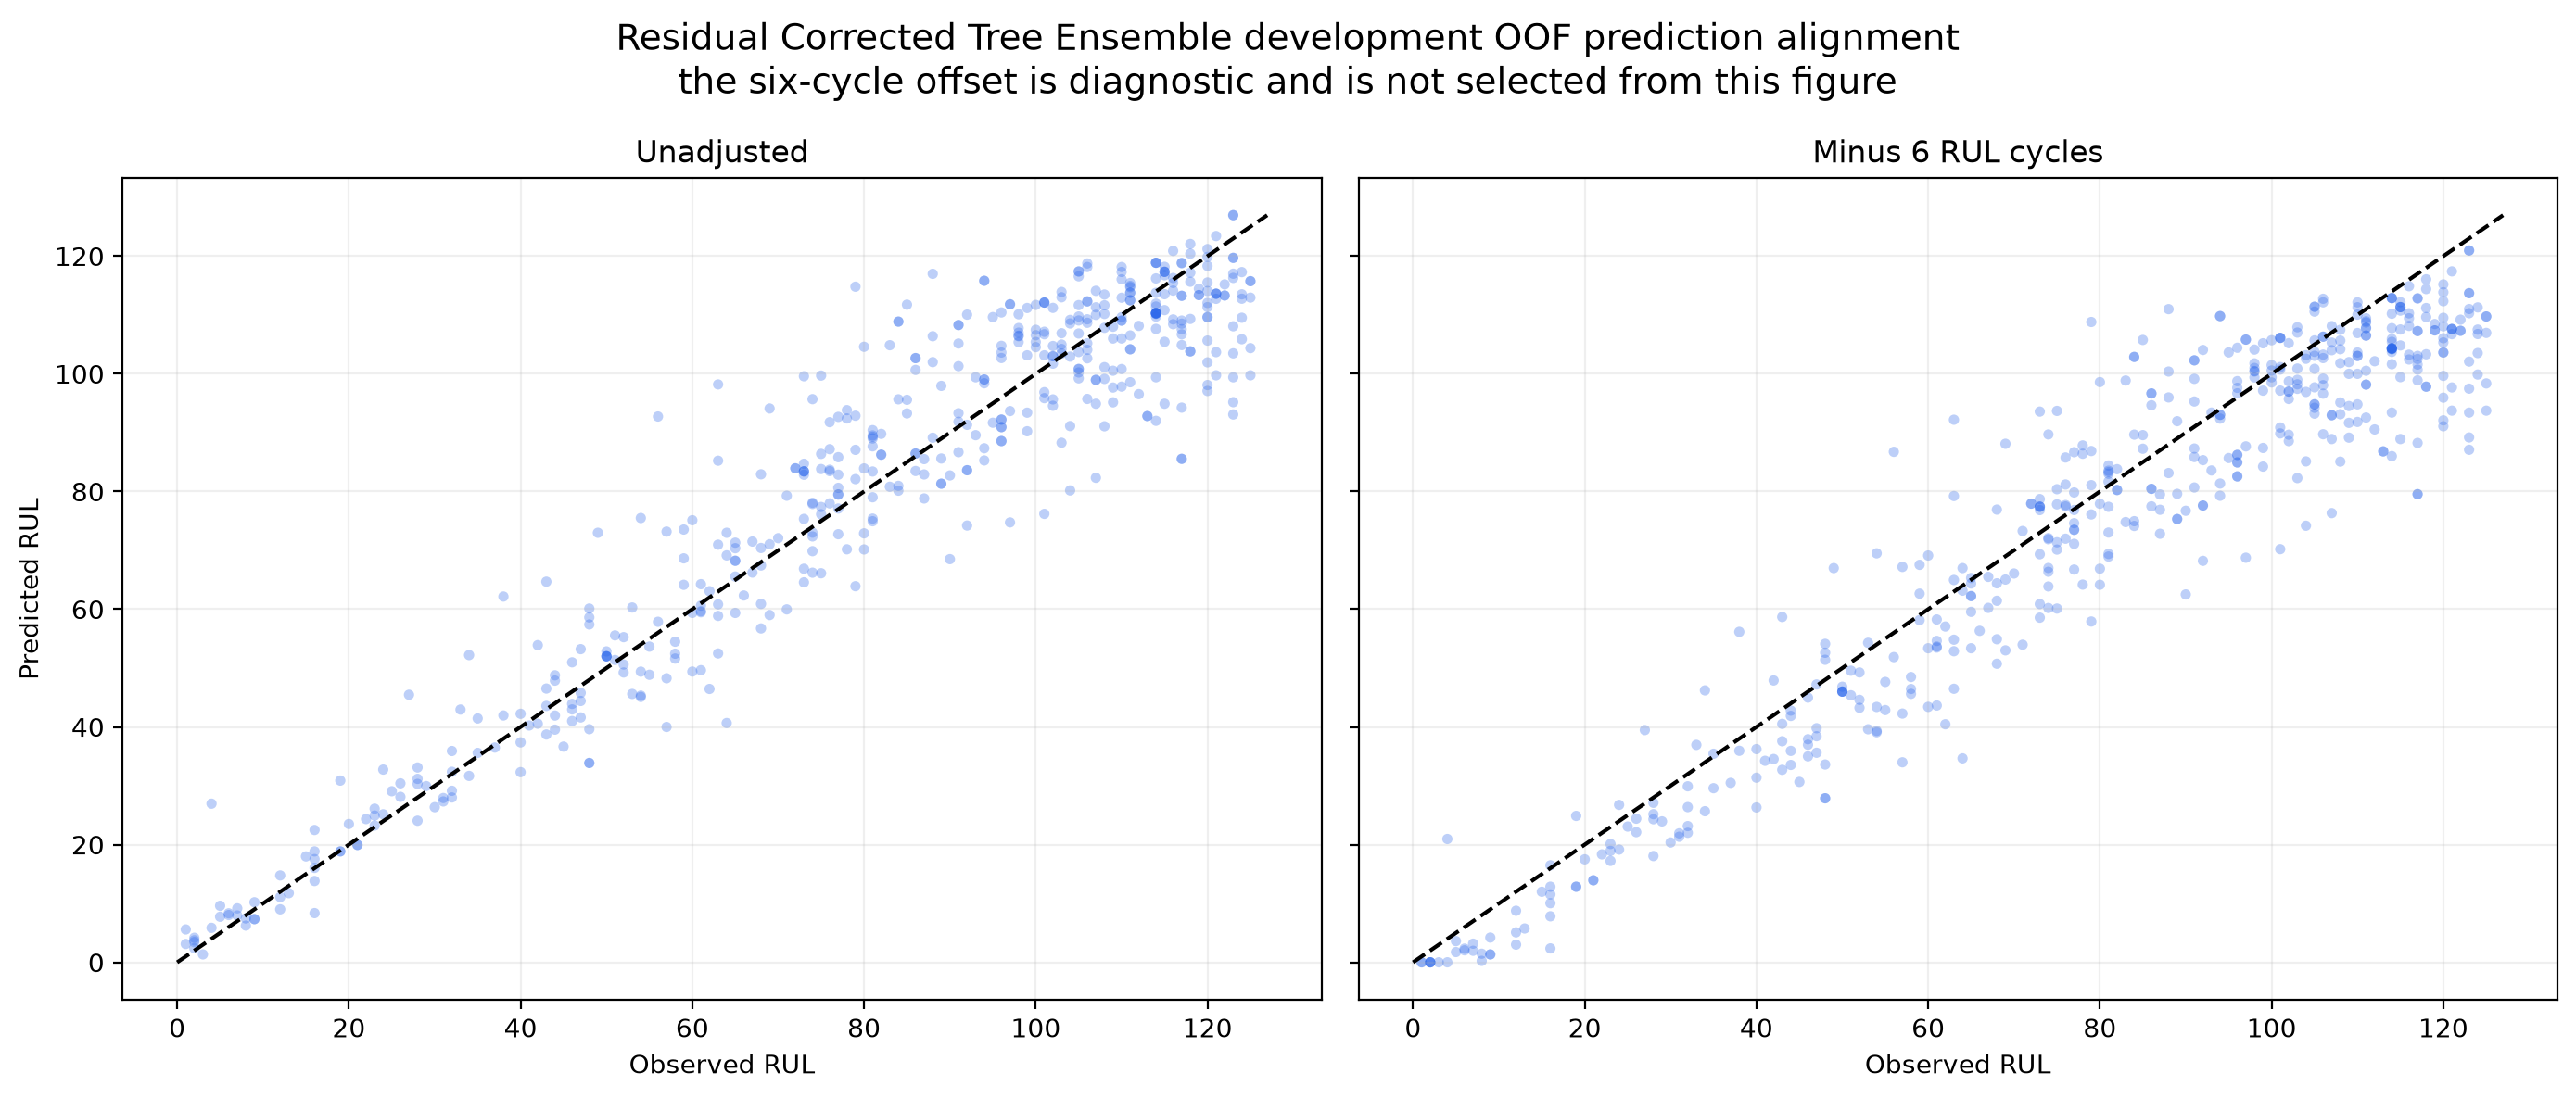 Residual Corrected Tree Ensemble development OOF prediction alignment
the six-cycle offset is diagnostic and is not selected from this figure
Unadjusted
Minus 6 RUL cycles
Predicted RUL
120
100
80
60
40
20
0
0 20 40 60 80 100 120
0 20 40 60 80 100 120
Observed RUL
Observed RUL